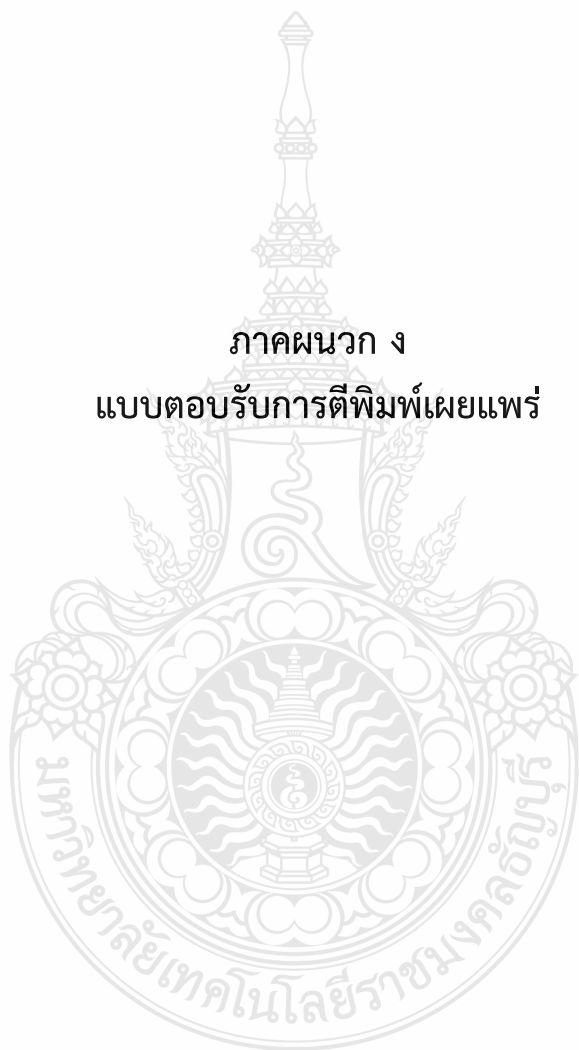 ภาคผนวก ง
แบบตอบรับการตีพิมพ์เผยแพร่
มหาวิทยาลัยเทคโนโลยีราชมงคลธัญบุรี